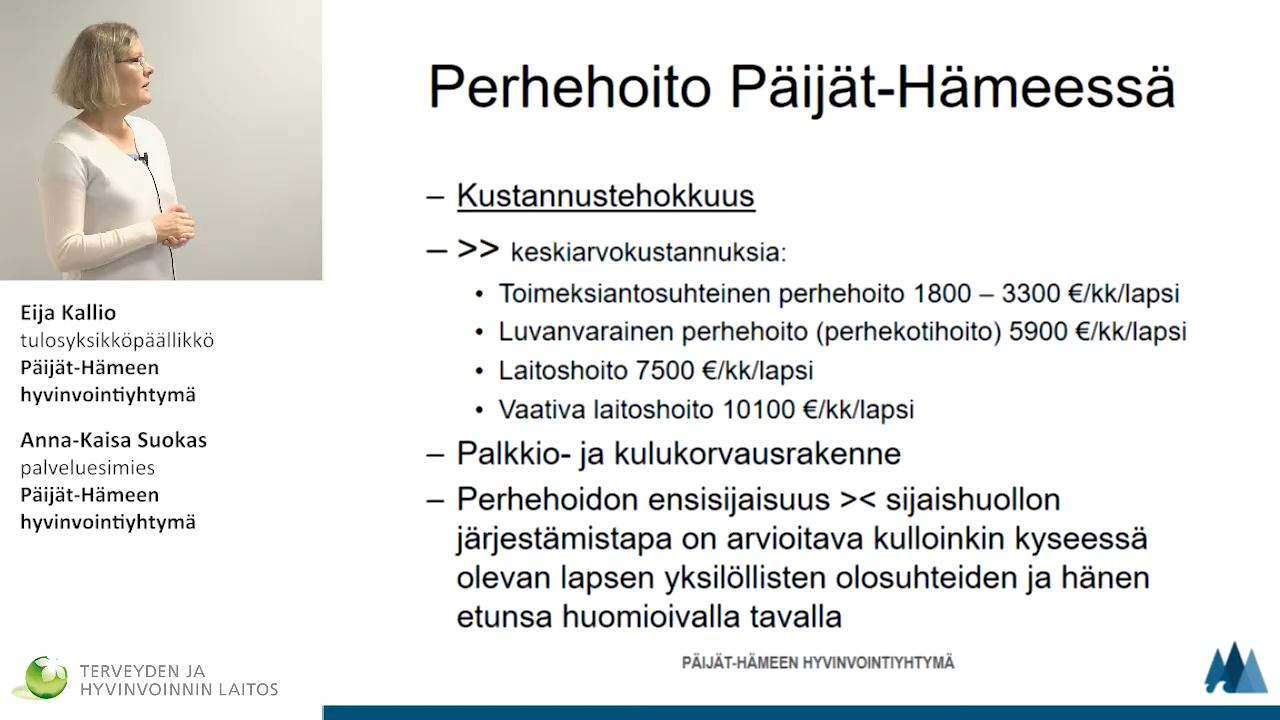 Perhehoito Päijät-Hämeessä
– Kustannustehokkuus
– >> keskiarvokustannuksia:
• Toimeksiantosuhteinen perhehoito 1800 – 3300 €/kk/lapsi
• Luvanvarainen perhehoito (perhekotihoito) 5900 €/kk/lapsi
• Laitoshoito 7500 €/kk/lapsi
• Vaativa laitoshoito 10100 €/kk/lapsi
– Palkkio- ja kulukorvausrakenne
– Perhehoidon ensisijaisuus >< sijaishuollon
järjestämistapa on arvioitava kulloinkin kyseessä
olevan lapsen yksilöllisten olosuhteiden ja hänen
etunsa huomioivalla tavalla
PÄIJÄT-HÄMEEN HYVINVOINTIYHTYMÄ
Eija Kallio
tulosyksikköpäällikkö
Päijät-Hämeen
hyvinvointiyhtymä
Anna-Kaisa Suokas
palveluesimies
Päijät-Hämeen
hyvinvointiyhtymä
TERVEYDEN JA
HYVINVOINNIN LAITOS